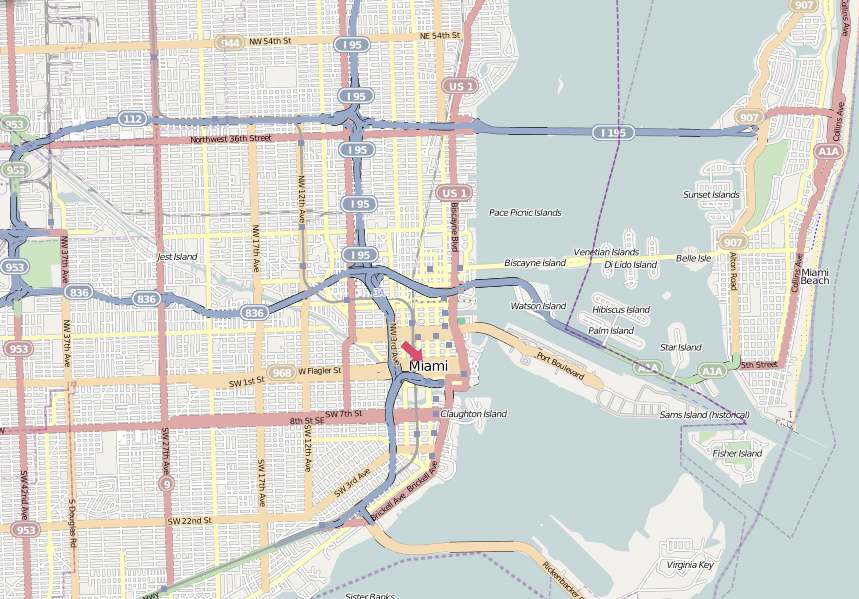 907
Collins Ave
944
NW 54th St
NE 54th St
I 95
US 1
I 95
953
112
907
Collins Ave
I 195
Northwest 36th Street
I 95
A1A
953
NW 12th Ave
US 1
Sunset Islands
I 95
Pace Picnic Islands
Biscayne Blvd
NW 17th Ave
NW 37th Ave
907
Jest Island
I 95
Venetian Islands
Belle Isle
Alton Road
Collins Ave
953
Biscayne Island
Di Lido Island
Miami
Beach
836
836
836
3A
Watson Island
Hibiscus Island
NW 37th Ave
NW 3rd Ave
Palm Island
953
Star Island
Miami
Port Boulevard
A1A
A1A
5th Street
968
W Flagler St
SW 1st St
SW 7th St
8th St SE
Claughton Island
Sams Island (historical)
SW 27th Ave
SW 12th Ave
Fisher Island
SW 42nd Ave
9
SW 17th Ave
SW 3rd Ave
Brickell Ave
Brickell Ave
S Douglas Rd
953
SW 22nd St
Virginia Key
Rickenbacker C
Sister Banks
Hwy